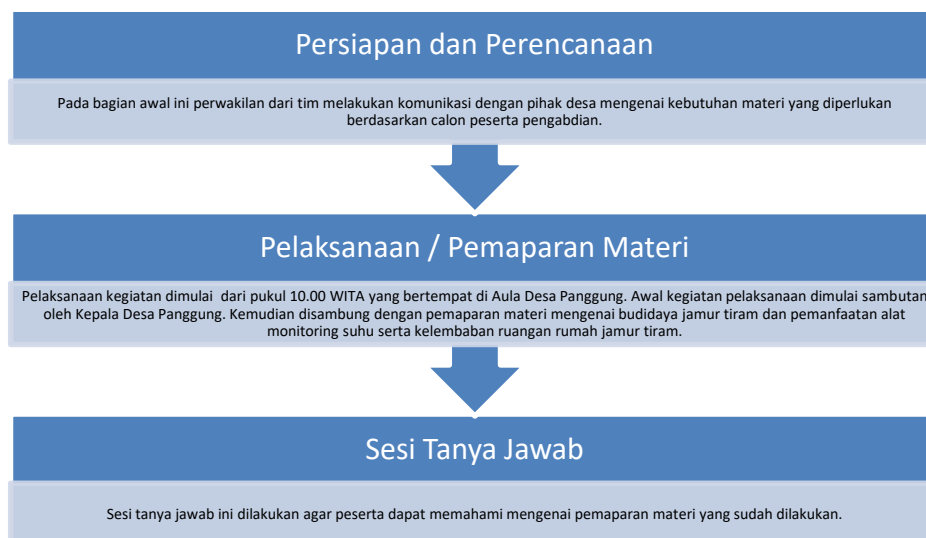 Persiapan dan Perencanaan
Pada bagian awal ini perwakilan dari tim melakukan komunikasi dengan pihak desa mengenai kebutuhan materi yang diperlukan
berdasarkan calon peserta pengabdian.
Pelaksanaan / Pemaparan Materi
Pelaksanaan kegiatan dimulai dari pukul 10.00 WITA yang bertempat di Aula Desa Panggung. Awal kegiatan pelaksanaan dimulai sambutan
oleh Kepala Desa Panggung. Kemudian disambung dengan pemaparan materi mengenai budidaya jamur tiram dan pemanfaatan alat
monitoring suhu serta kelembaban ruangan rumah jamur tiram.
Sesi Tanya Jawab
Sesi tanya jawab ini dilakukan agar peserta dapat memahami mengenai pemaparan materi yang sudah dilakukan.